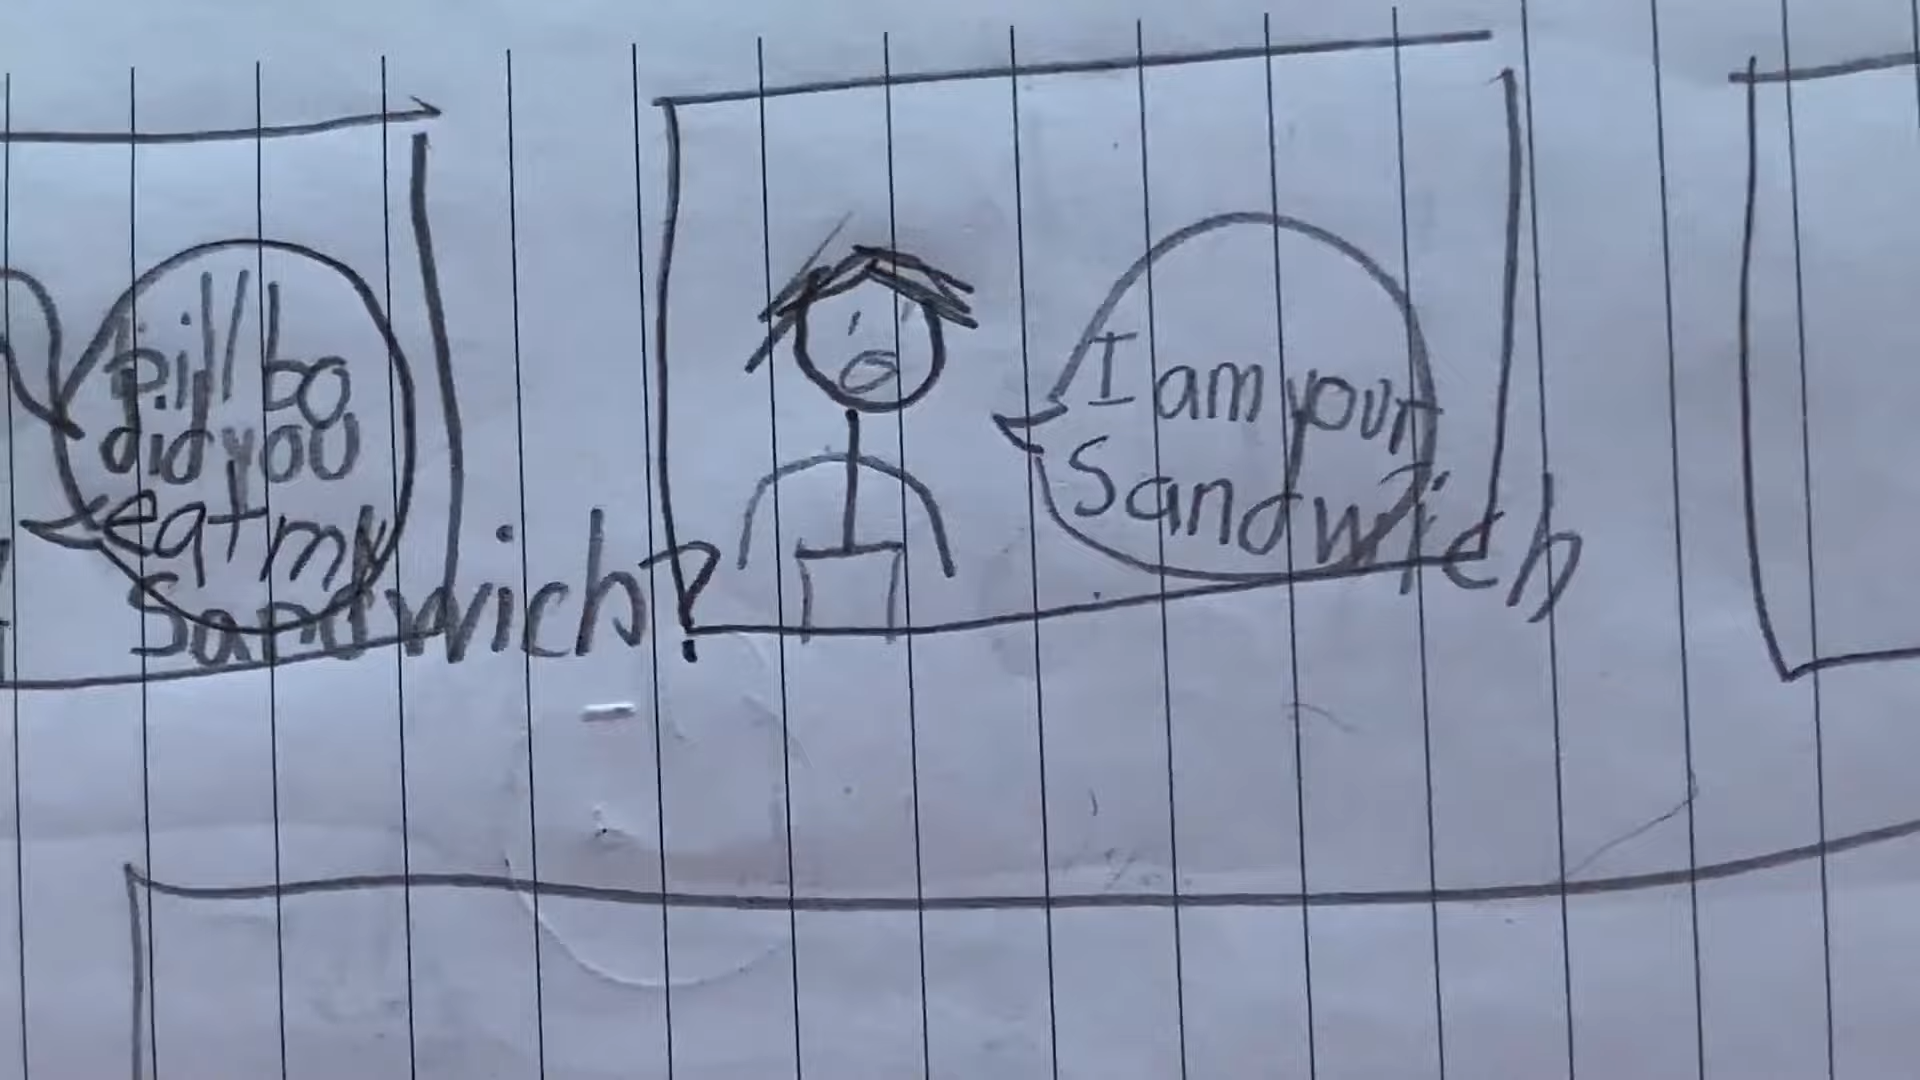 Bill bo
did you
eat my
Sandwich?
I am your
Sandwich